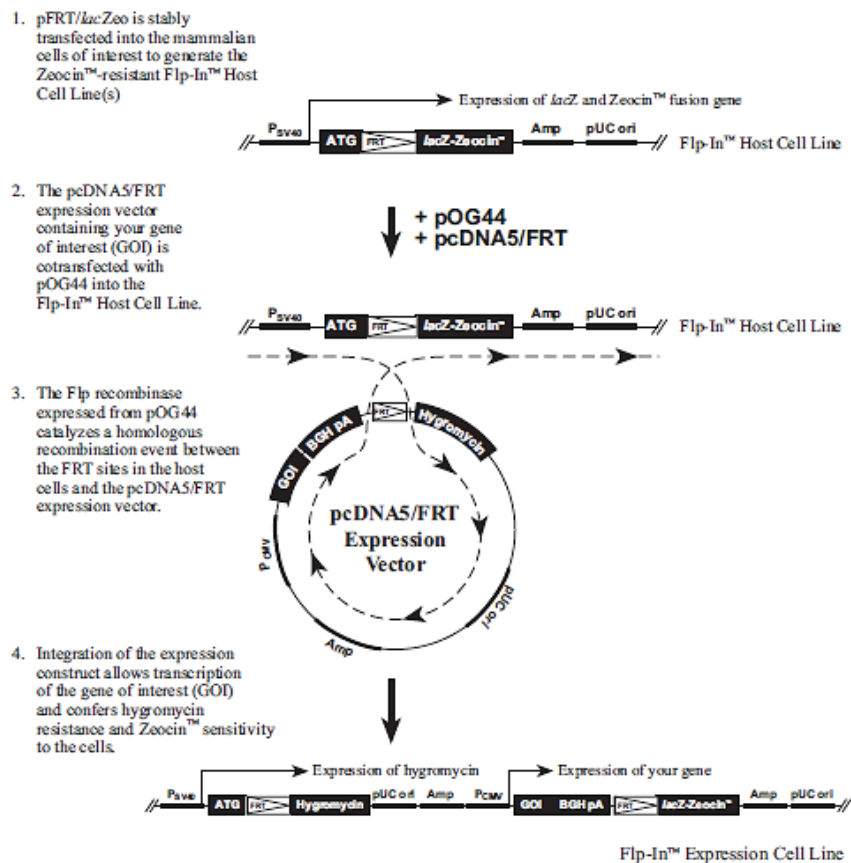 1. pFRT/lacZeo is stably
transfected into the mammalian
cells of interest to generate the
Zeocin™-resistant Flp-In™ Host
Cell Line(s)
Expression of lacZ and Zeocin™ fusion gene
PSV40
ATG FRT lacZ-Zeocin™ Amp pUC ori
Flp-In™ Host Cell Line
2. The pcDNA5/FRT
expression vector
containing your gene
of interest (GOI) is
cotransfected with
pOG44 into the
Flp-In™ Host Cell Line.
+ pOG44
+ pcDNA5/FRT
PSV40
ATG FRT lacZ-Zeocin™ Amp pUC ori
Flp-In™ Host Cell Line
3. The Flp recombinase
expressed from pOG44
catalyzes a homologous
recombination event between
the FRT sites in the host
cells and the pcDNA5/FRT
expression vector.
GOI BGH pA FRT Hygromycin
PCMV
pcDNA5/FRT
Expression
Vector
pUC ori
Amp
4. Integration of the expression
construct allows transcription
of the gene of interest (GOI)
and confers hygromycin
resistance and Zeocin™ sensitivity
to the cells.
Expression of hygromycin
Expression of your gene
PSV40 ATG FRT Hygromycin pUC ori Amp PCMV GOI BGH pA FRT lacZ-Zeocin™ Amp pUC ori
Flp-In™ Expression Cell Line